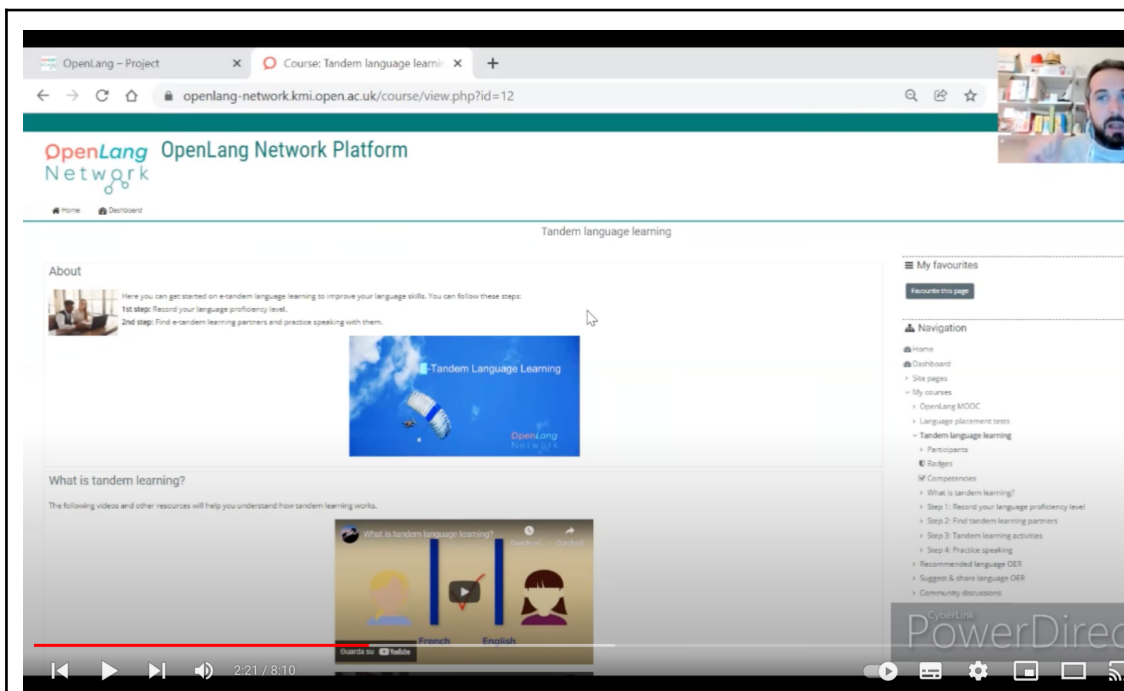 OpenLang – Project
Course: Tandem language learnin
openlang-network.kmi.open.ac.uk/course/view.php?id=12
OpenLang
Network
OpenLang Network Platform
Home
Dashboard
Tandem language learning
About
Here you can get started on e-tandem language learning to improve your language skills. You can follow these steps:
1st step: Record your language proficiency level.
2nd step: Find e-tandem learning partners and practice speaking with them.
E-Tandem Language Learning
OpenLang
Network
What is tandem learning?
The following videos and other resources will help you understand how tandem learning works.
What is tandem language learning?
French English
Guarda su YouTube
My favourites
Favourite this page
Navigation
Home
Dashboard
Site pages
My courses
OpenLang MOOC
Language placement tests
Tandem language learning
Participants
Badges
Competencies
What is tandem learning?
Step 1: Record your language proficiency level
Step 2: Find tandem learning partners
Step 3: Tandem learning activities
Step 4: Practice speaking
Recommended language OER
Suggest & share language OER
Community discussions
CyberLink
PowerDirec
2:21 / 8:10